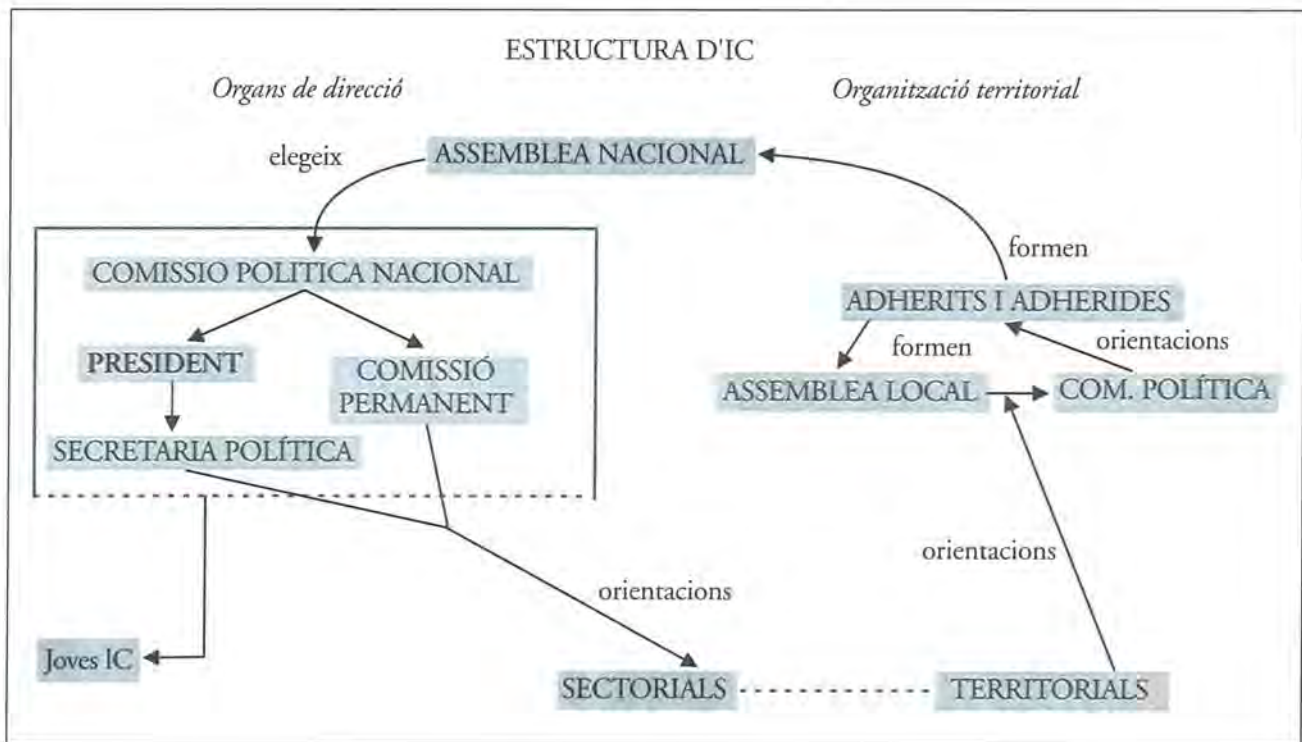 ESTRUCTURA D'IC
Organs de direcció
Organització territorial
elegeix
ASSEMBLEA NACIONAL
formen
COMISSIO POLITICA NACIONAL
ADHERITS I ADHERIDES
formen
orientacions
PRESIDENT
COMISSIÓ
PERMANENT
ASSEMBLEA LOCAL
COM. POLÍTICA
SECRETARIA POLÍTICA
orientacions
orientacions
Joves IC
SECTORIALS
TERRITORIALS